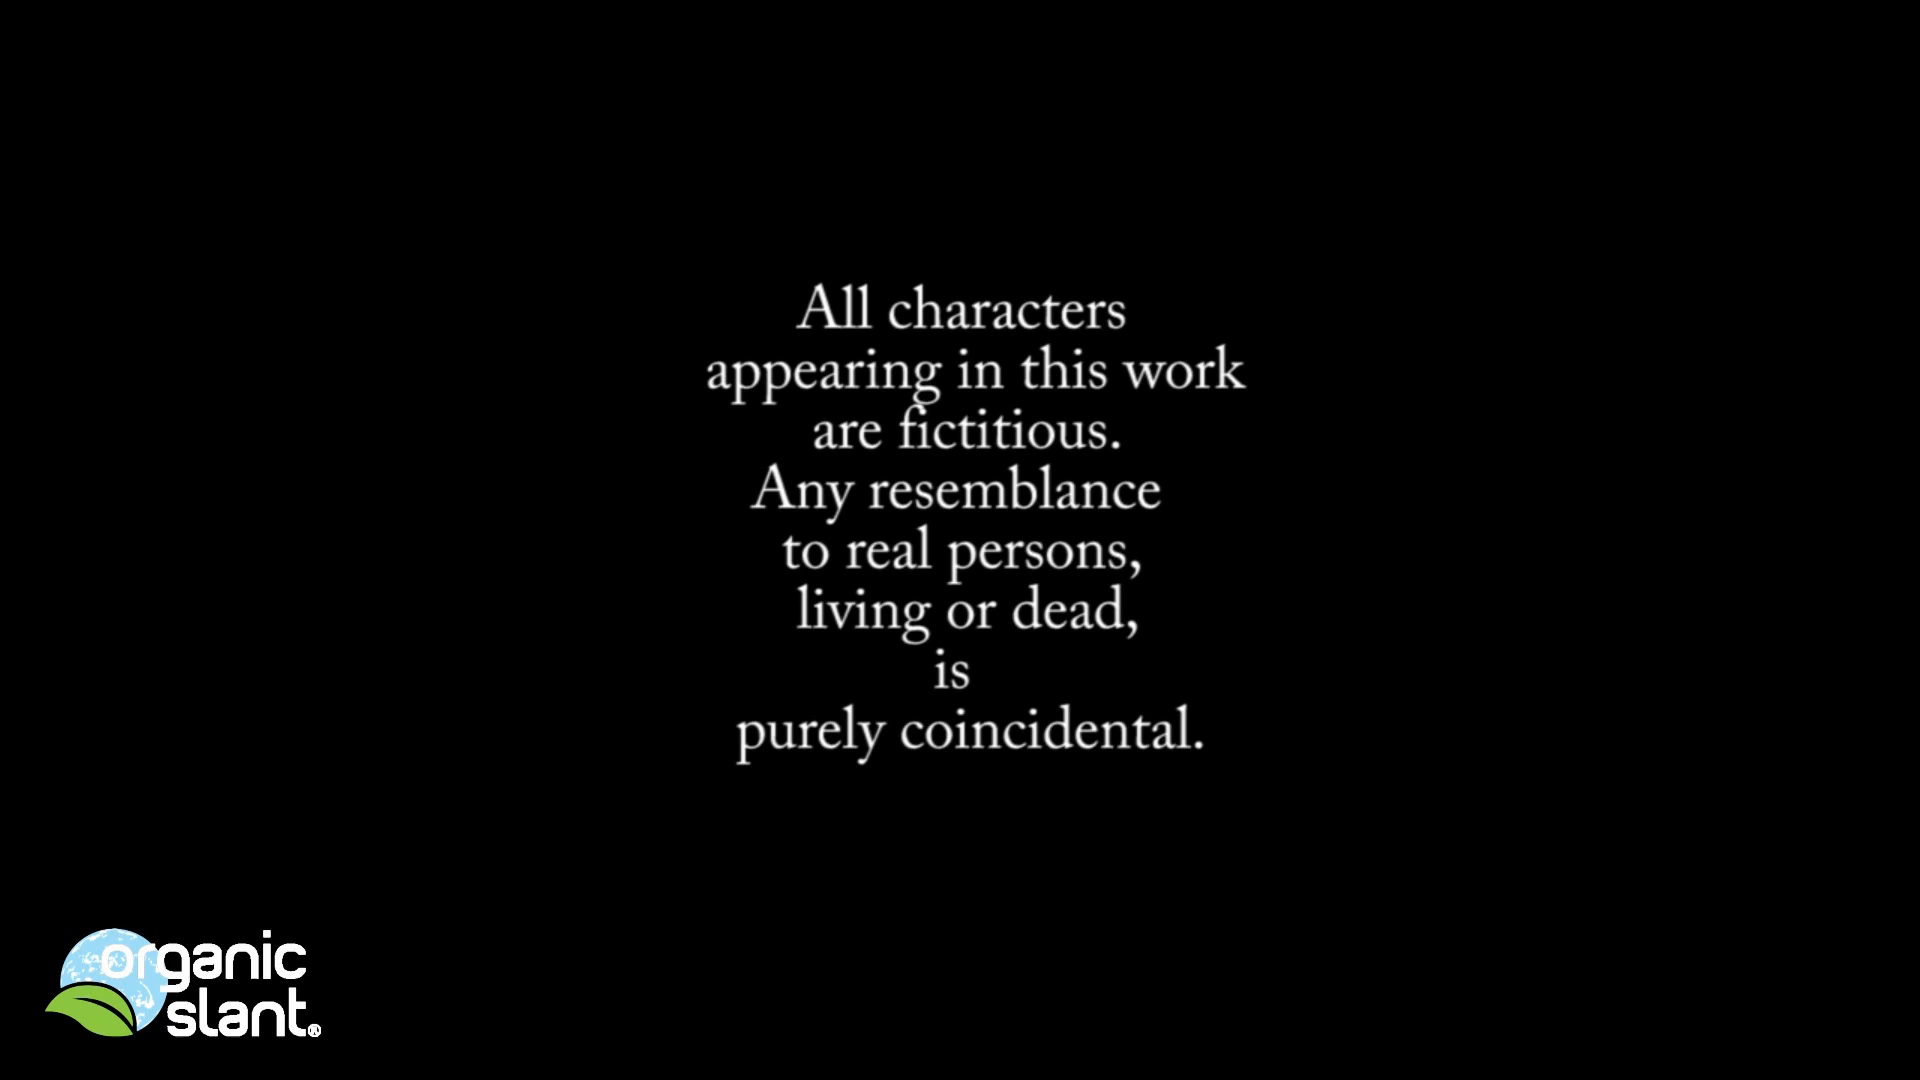 All characters
appearing in this work
are fictitious.
Any resemblance
to real persons,
living or dead,
is
purely coincidental.
organic
slant.®